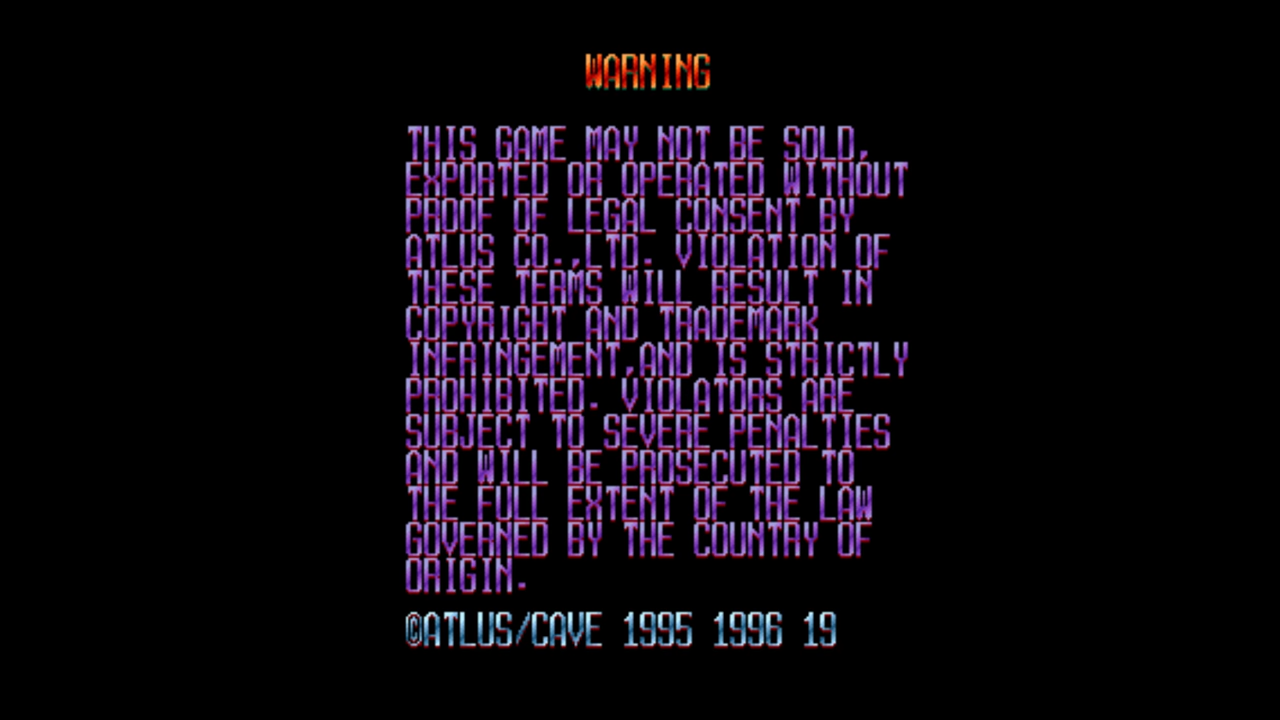 WARNING
THIS GAME MAY NOT BE SOLD,
EXPORTED OR OPERATED WITHOUT
PROOF OF LEGAL CONSENT BY
ATLUS CO.,LTD. VIOLATION OF
THESE TERMS WILL RESULT IN
COPYRIGHT AND TRADEMARK
INFRINGEMENT,AND IS STRICTLY
PROHIBITED. VIOLATORS ARE
SUBJECT TO SEVERE PENALTIES
AND WILL BE PROSECUTED TO
THE FULL EXTENT OF THE LAW
GOVERNED BY THE COUNTRY OF
ORIGIN.
©ATLUS/CAVE 1995 1996 19